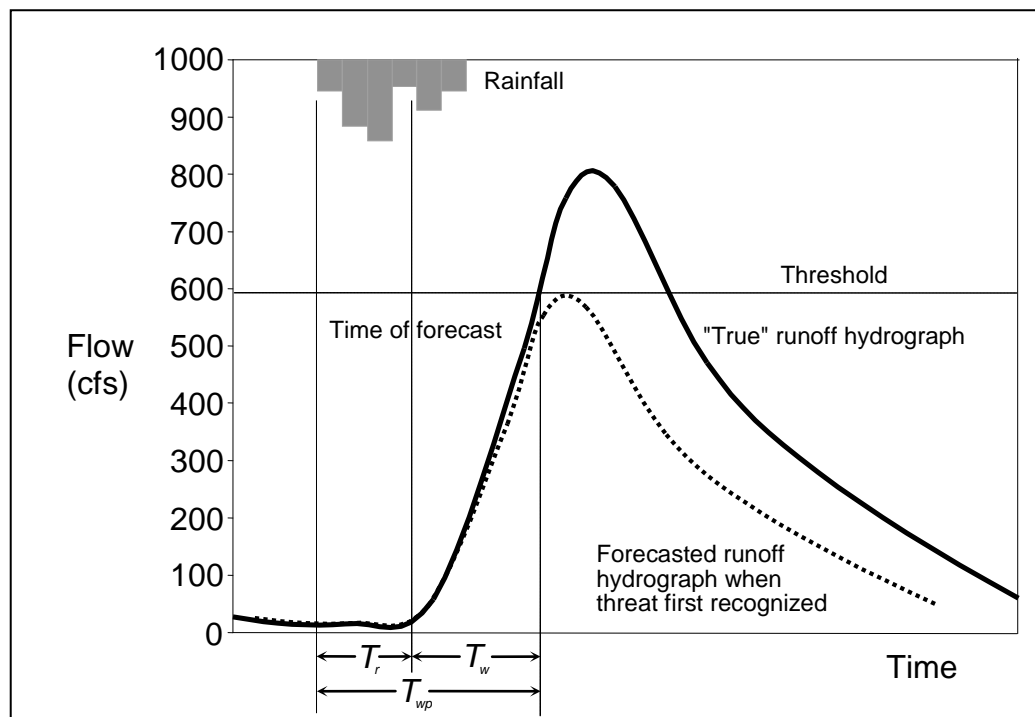 1000
Rainfall
900
800
700
Threshold
600
Time of forecast
"True" runoff hydrograph
Flow
(cfs)
500
400
300
Forecasted runoff
hydrograph when
threat first recognized
200
100
0
Tr
Tw
Time
Twp